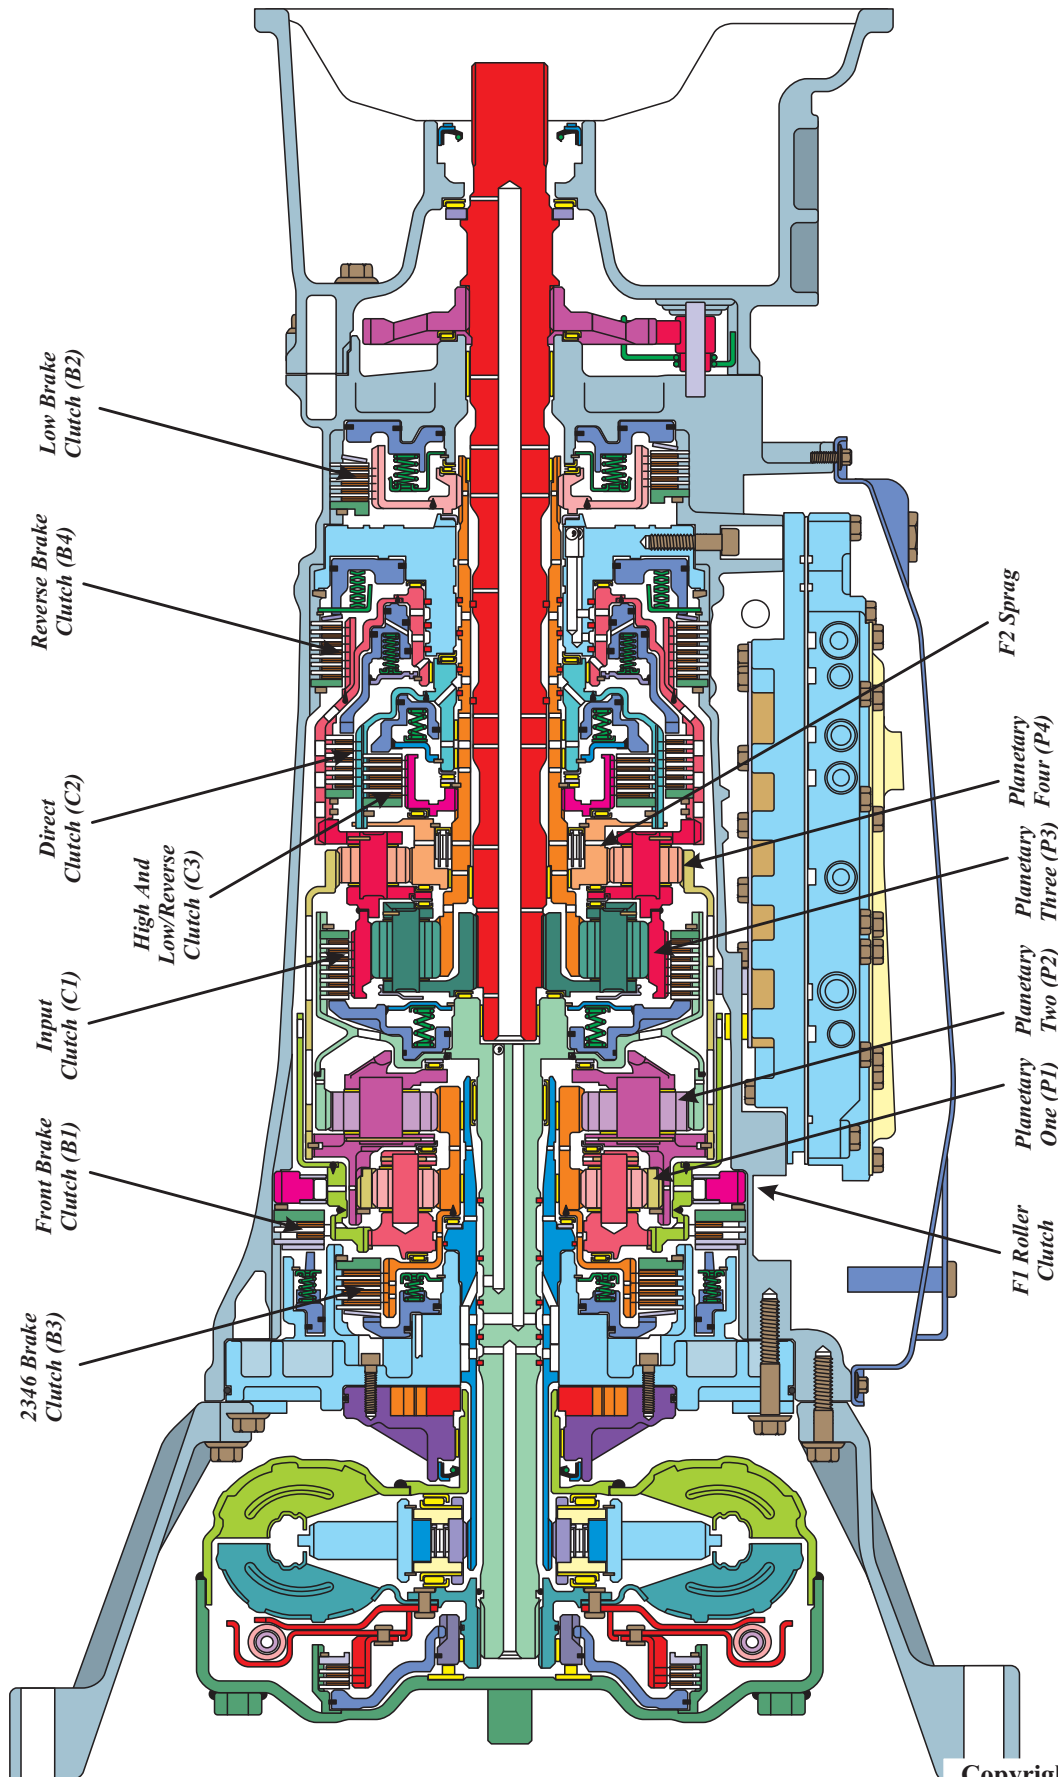 2346 Brake
Clutch (B3)
Front Brake
Clutch (B1)
Input
Clutch (C1)
High And
Low/Reverse
Clutch (C3)
Direct
Clutch (C2)
Reverse Brake
Clutch (B4)
Low Brake
Clutch (B2)
F1 Roller
Clutch
Planetary
One (P1)
Planetary
Two (P2)
Planetary
Three (P3)
Planetary
Four (P4)
F2 Sprag